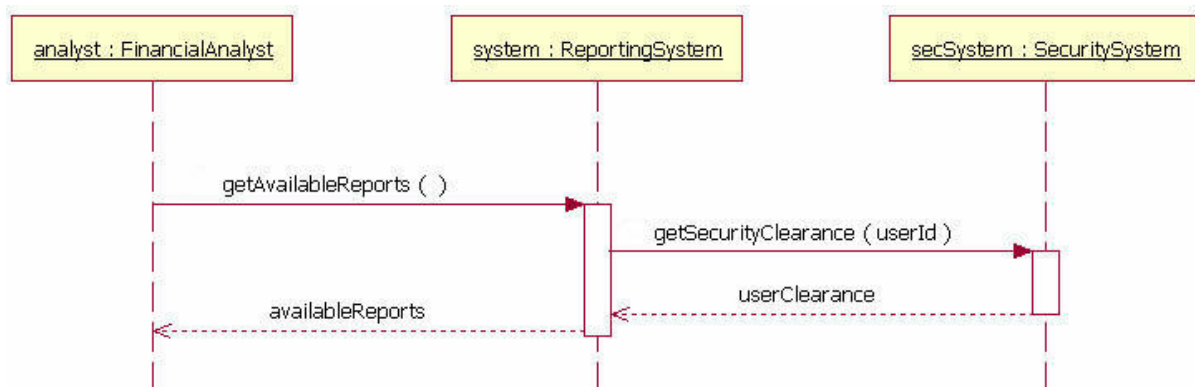 analyst : FinancialAnalyst
system : ReportingSystem
secSystem : SecuritySystem
getAvailableReports ( )
getSecurityClearance ( userId )
userClearance
availableReports